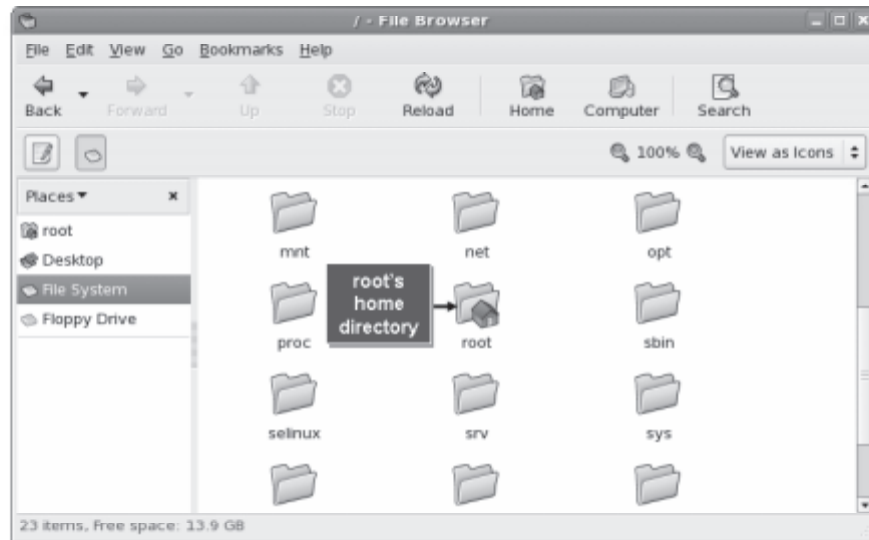 / - File Browser
File Edit View Go Bookmarks Help
Back Forward Up Stop Reload Home Computer Search
100% View as Icons
Places
root
Desktop
File System
Floppy Drive
mnt net opt
root's
home
directory
proc root sbin
selinux srv sys
23 items, Free space: 13.9 GB